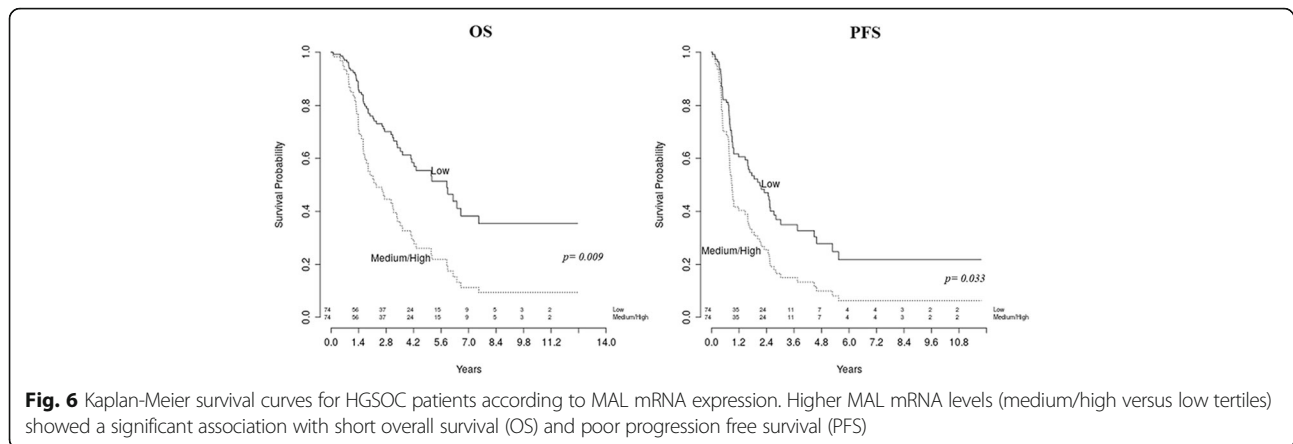 OS
Survival Probability
1.0
0.8
0.6
0.4
0.2
0.0
Low
Medium/High
p= 0.009
74 56 37 24 15 9 5 3 2 Low
74 56 37 24 15 9 5 3 2 Medium/High
0.0 1.4 2.8 4.2 5.6 7.0 8.4 9.8 11.2 14.0
Years
PFS
Survival Probability
1.0
0.8
0.6
0.4
0.2
0.0
Low
Medium/High
p= 0.033
74 35 24 11 7 4 4 3 2 2 Low
74 35 24 11 7 4 4 3 2 2 Medium/High
0.0 1.2 2.4 3.6 4.8 6.0 7.2 8.4 9.6 10.8
Years
Fig. 6 Kaplan-Meier survival curves for HGSOC patients according to MAL mRNA expression. Higher MAL mRNA levels (medium/high versus low tertiles)
showed a significant association with short overall survival (OS) and poor progression free survival (PFS)